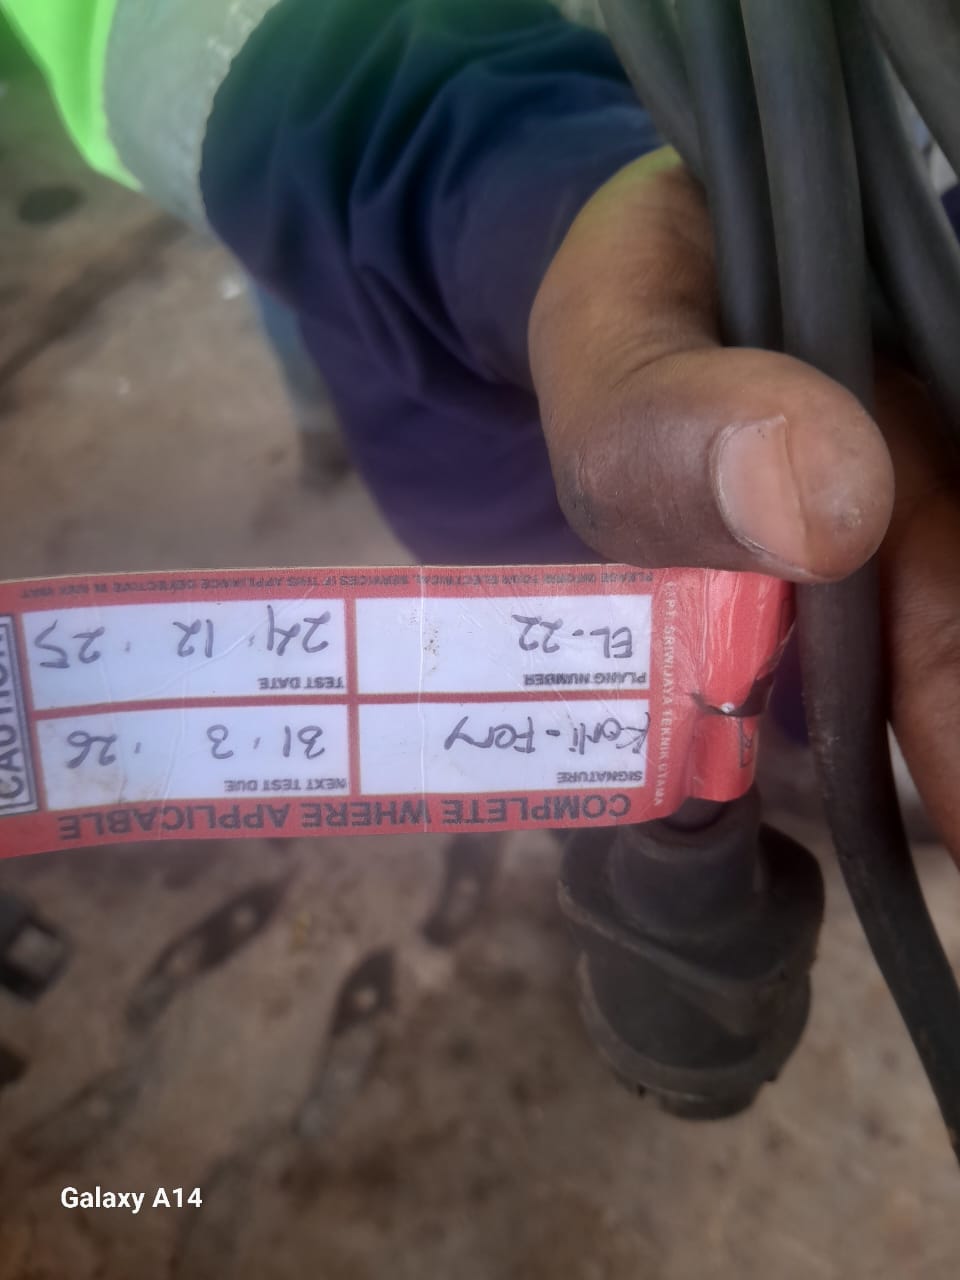 COMPLETE WHERE APPLICABLE
SIGNATURE
Karli - Fery
NEXT TEST DUE
31 . 3 . 26
PLANG NUMBER
EL - 22
TEST DATE
24 . 12 . 25
PLEASE INFORM YOUR ELECTRICAL SERVICES IF THIS APPLIANCE DEFECTIVE IN ANY WAY
PT. SRIWIJAYA TEKNIK UTAMA
CAUTION
Galaxy A14